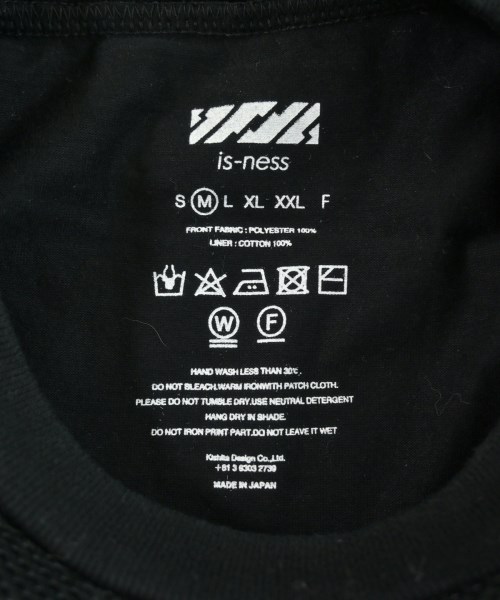 is-ness
S M L XL XXL F
FRONT FABRIC : POLYESTER 100%
LINER : COTTON 100%
W F
HAND WASH LESS THAN 30℃.
DO NOT BLEACH.WARM IRONWITH PATCH CLOTH.
PLEASE DO NOT TUMBLE DRY.USE NEUTRAL DETERGENT
HANG DRY IN SHADE.
DO NOT IRON PRINT PART.DO NOT LEAVE IT WET
Kishita Design Co.,Ltd.
+81 3 6303 2739
MADE IN JAPAN